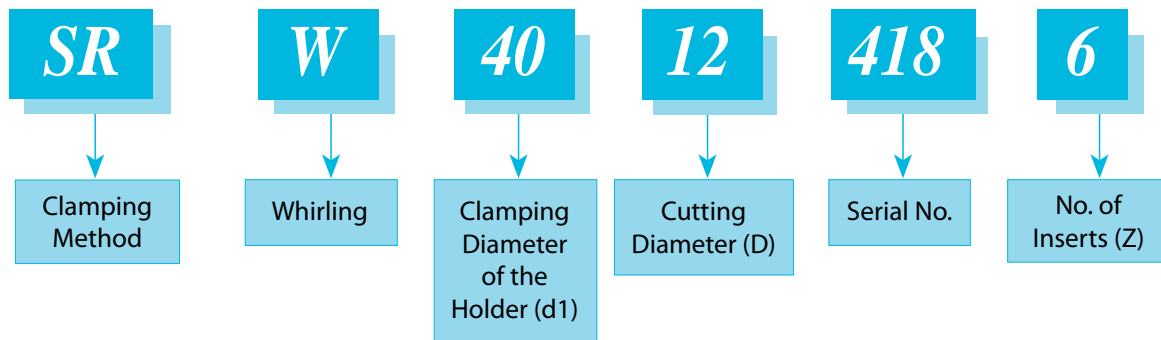 SR W 40 12 418 6
Clamping
Method
Whirling
Clamping
Diameter
of the
Holder (d1)
Cutting
Diameter (D)
Serial No.
No. of
Inserts (Z)